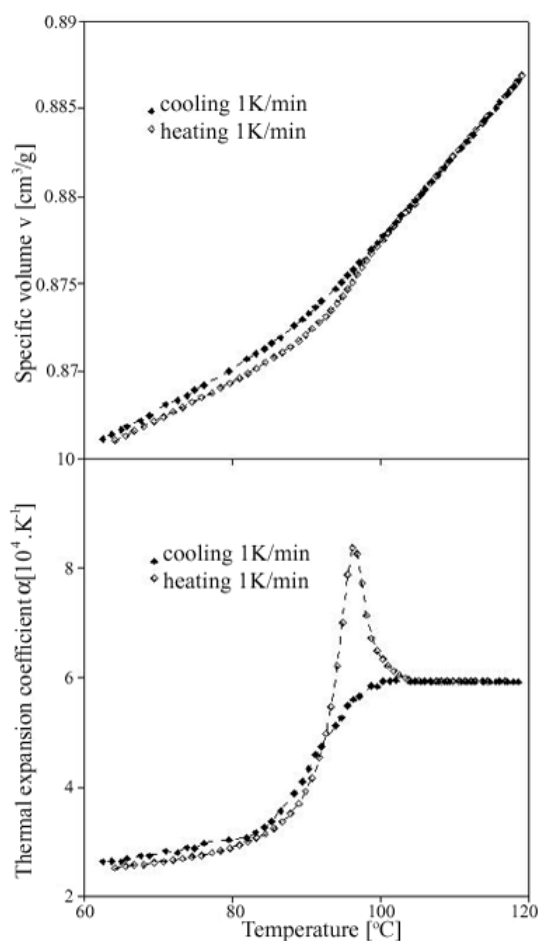 0.89
0.885
0.88
0.875
0.87
Specific volume v [cm³/g]
cooling 1K/min
heating 1K/min
10
8
6
4
2
Thermal expansion coefficient α[10⁴.K⁻¹]
cooling 1K/min
heating 1K/min
60
80
100
120
Temperature [°C]